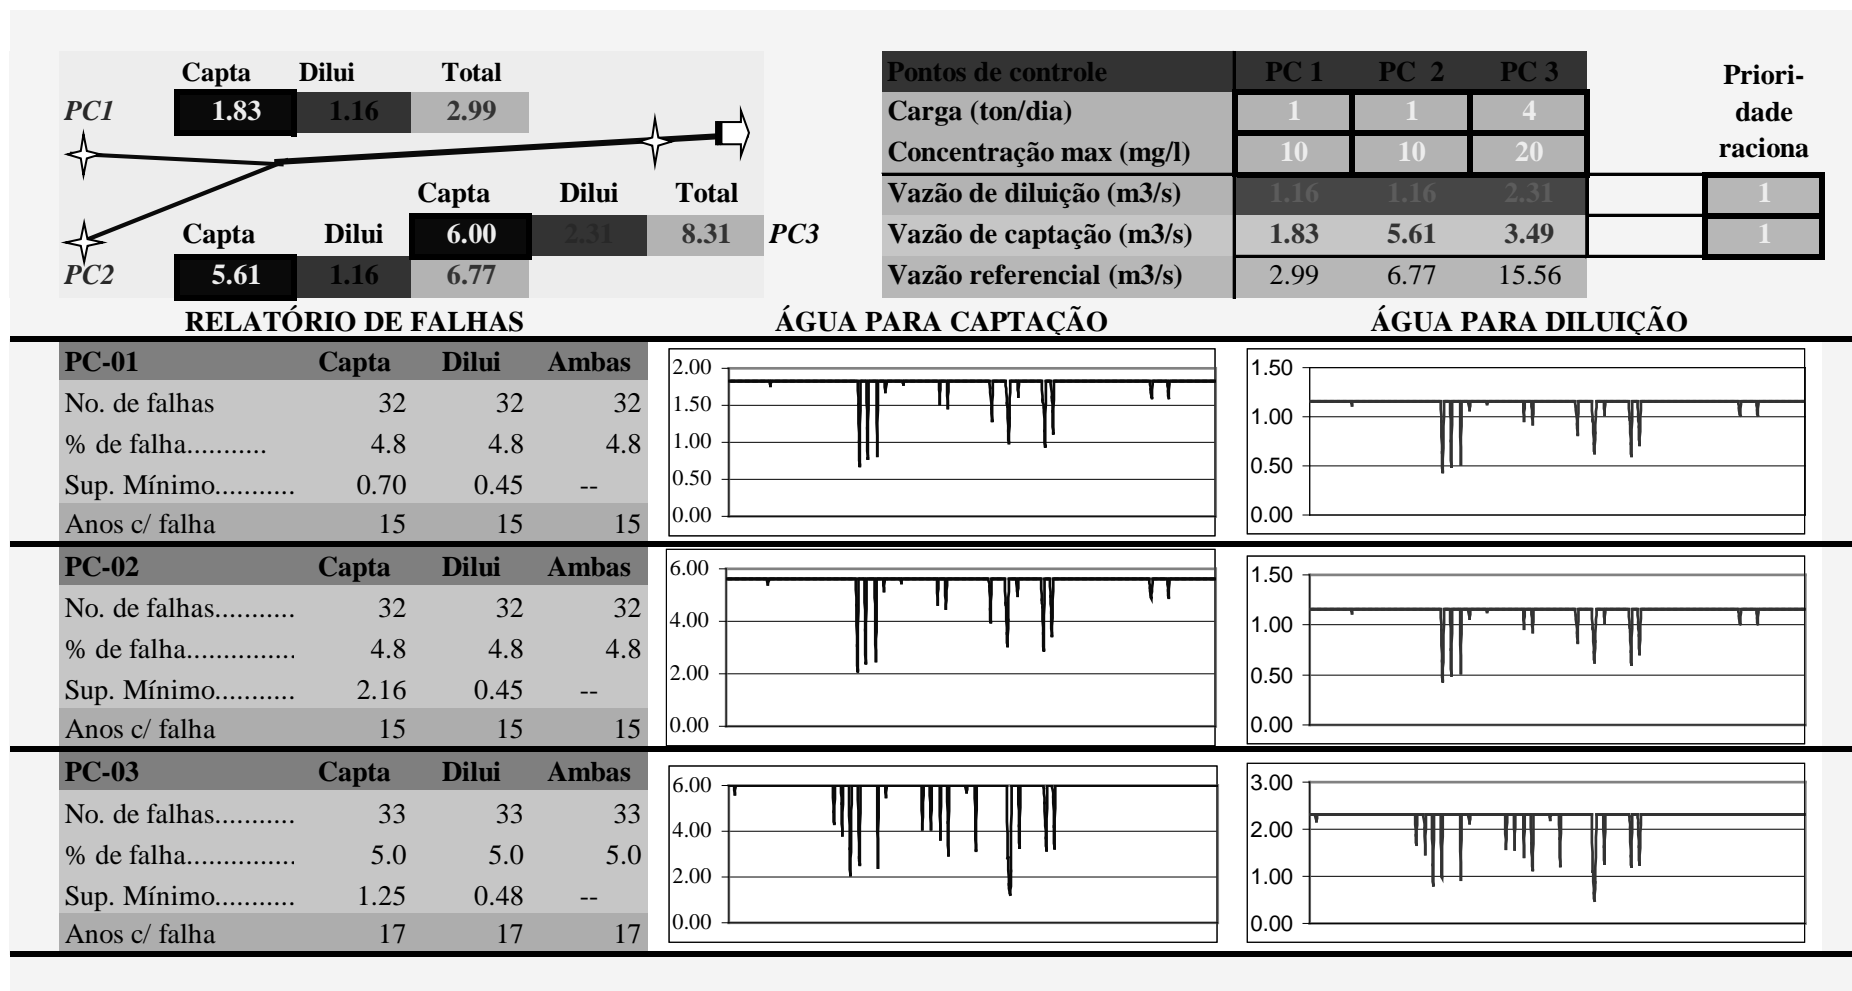 Capta Dilui Total
PC1 1.83 1.16 2.99
Capta Dilui Total
Capta Dilui 6.00 2.31 8.31 PC3
PC2 5.61 1.16 6.77
Pontos de controle PC 1 PC 2 PC 3
Carga (ton/dia) 1 1 4
Concentração max (mg/l) 10 10 20
Vazão de diluição (m3/s) 1.16 1.16 2.31 1
Vazão de captação (m3/s) 1.83 5.61 3.49 1
Vazão referencial (m3/s) 2.99 6.77 15.56
Priori-
dade
raciona
RELATÓRIO DE FALHAS ÁGUA PARA CAPTAÇÃO ÁGUA PARA DILUIÇÃO
PC-01 Capta Dilui Ambas
No. de falhas 32 32 32
% de falha........... 4.8 4.8 4.8
Sup. Mínimo........... 0.70 0.45 --
Anos c/ falha 15 15 15
2.00
1.50
1.00
0.50
0.00
1.50
1.00
0.50
0.00
PC-02 Capta Dilui Ambas
No. de falhas........... 32 32 32
% de falha............... 4.8 4.8 4.8
Sup. Mínimo........... 2.16 0.45 --
Anos c/ falha 15 15 15
6.00
4.00
2.00
0.00
1.50
1.00
0.50
0.00
PC-03 Capta Dilui Ambas
No. de falhas........... 33 33 33
% de falha............... 5.0 5.0 5.0
Sup. Mínimo........... 1.25 0.48 --
Anos c/ falha 17 17 17
6.00
4.00
2.00
0.00
3.00
2.00
1.00
0.00